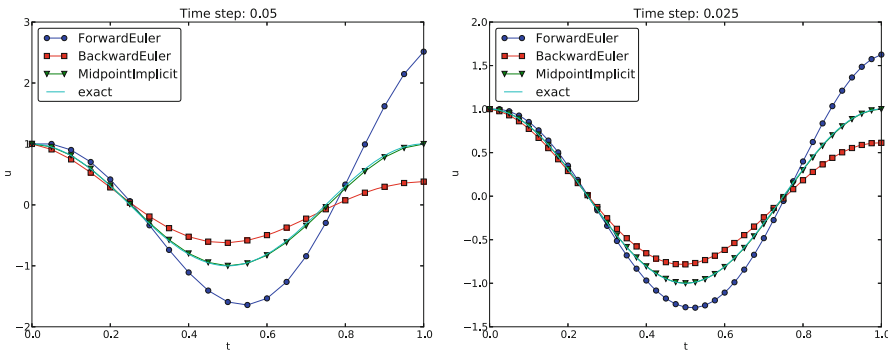 Time step: 0.05
ForwardEuler
BackwardEuler
MidpointImplicit
exact
3
2
1
0
−1
−2
u
0.0 0.2 0.4 0.6 0.8 1.0
t
Time step: 0.025
ForwardEuler
BackwardEuler
MidpointImplicit
exact
2.0
1.5
1.0
0.5
0.0
−0.5
−1.0
−1.5
u
0.0 0.2 0.4 0.6 0.8 1.0
t